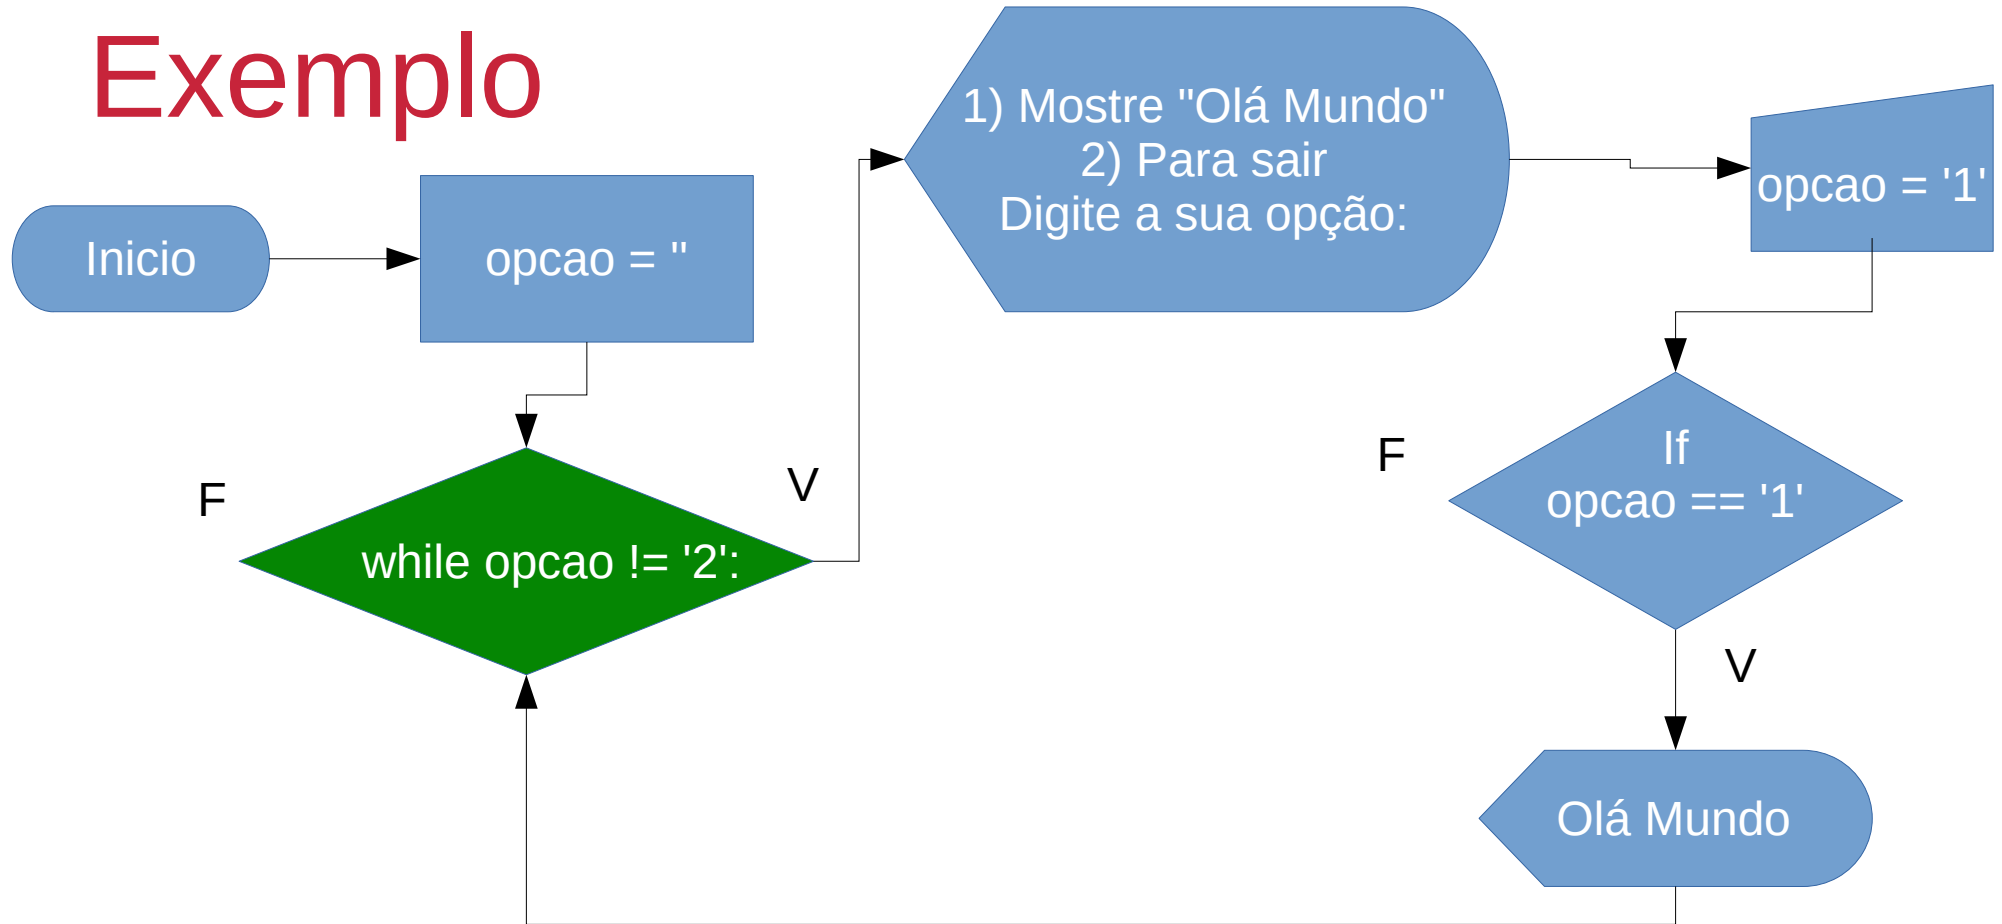 Exemplo
Inicio
opcao = ''
F
while opcao != '2':
V
1) Mostre "Olá Mundo"
2) Para sair
Digite a sua opção:
opcao = '1'
F
If
opcao == '1'
V
Olá Mundo